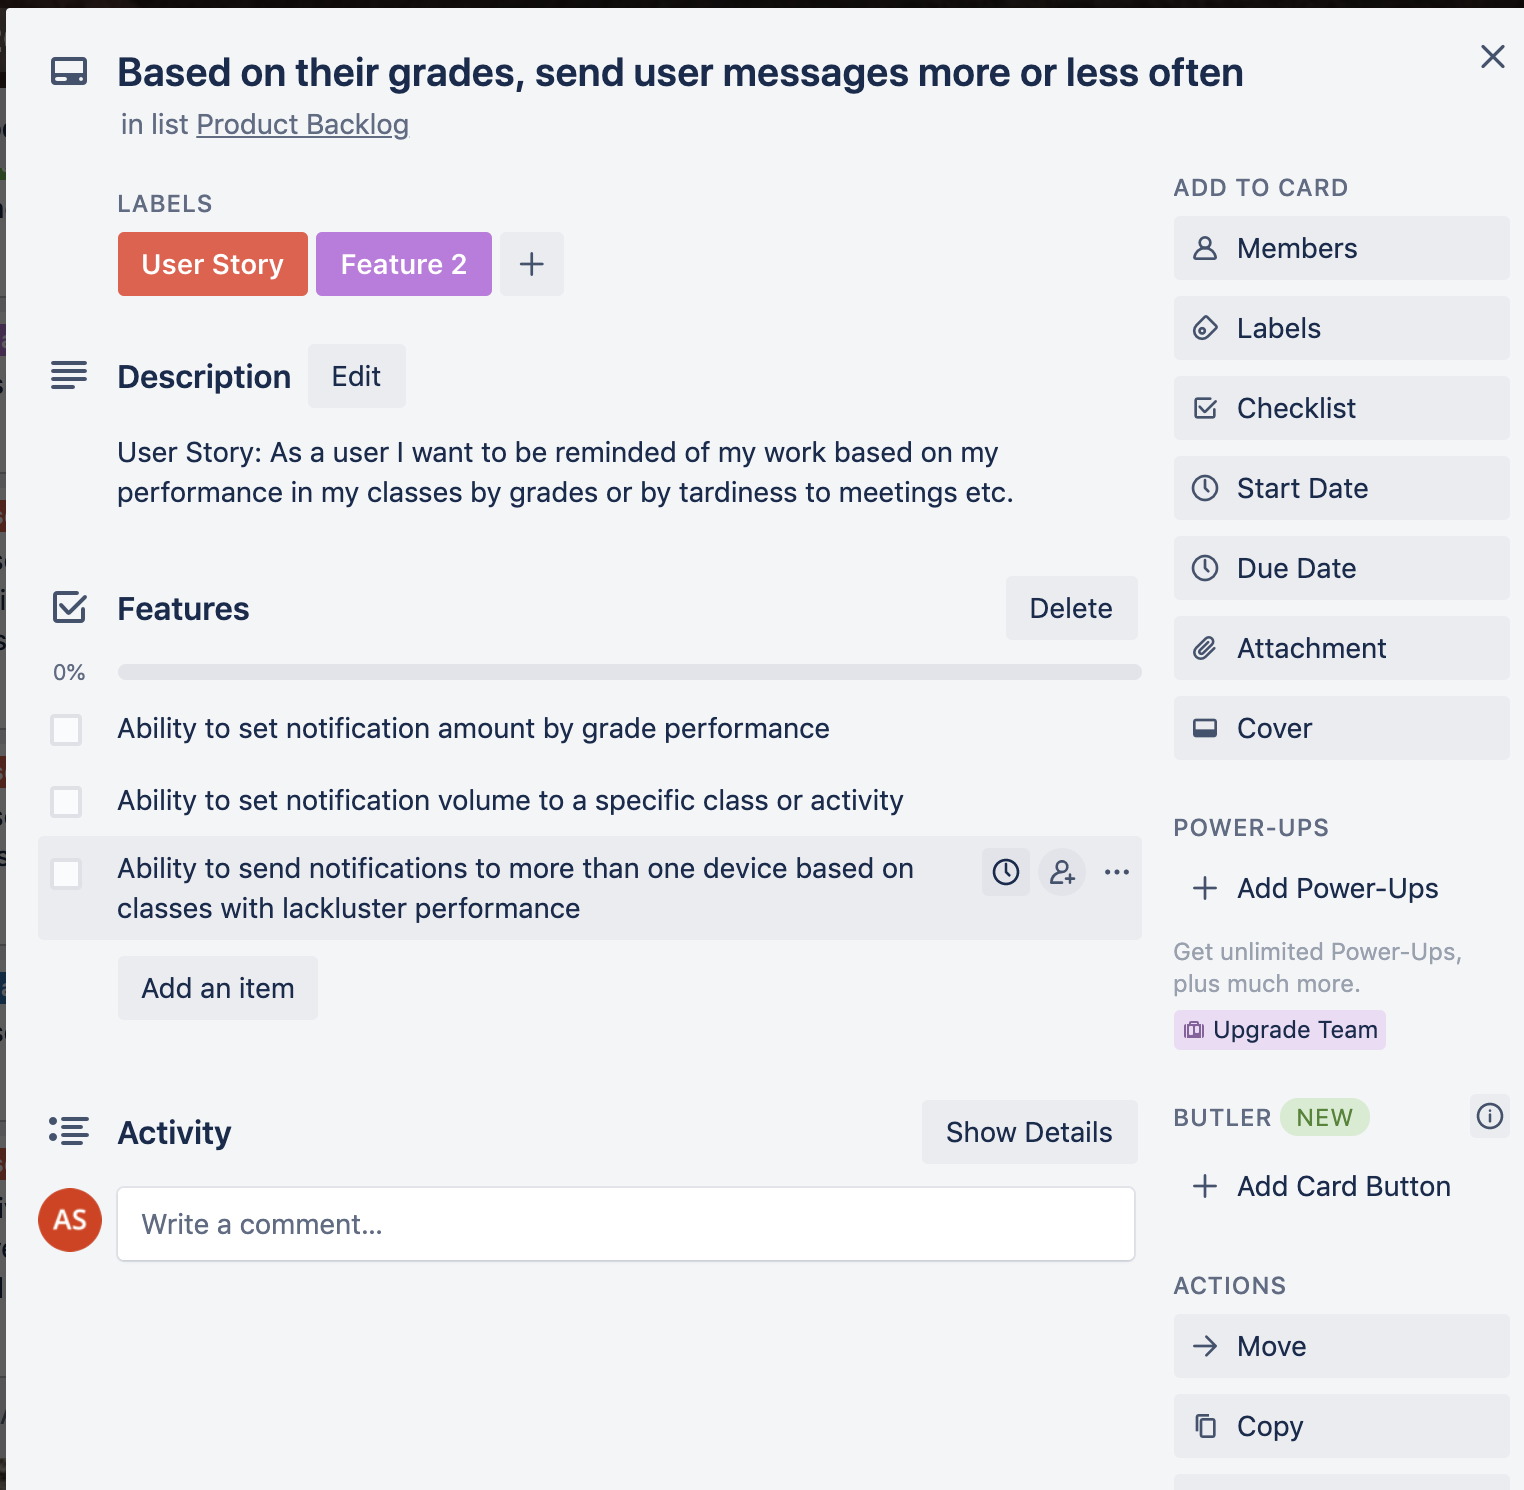 Based on their grades, send user messages more or less often
in list Product Backlog
LABELS
User Story
Feature 2
Description
Edit
User Story: As a user I want to be reminded of my work based on my
performance in my classes by grades or by tardiness to meetings etc.
Features
Delete
0%
Ability to set notification amount by grade performance
Ability to set notification volume to a specific class or activity
Ability to send notifications to more than one device based on
classes with lackluster performance
Add an item
Activity
Show Details
AS
Write a comment...
ADD TO CARD
Members
Labels
Checklist
Start Date
Due Date
Attachment
Cover
POWER-UPS
Add Power-Ups
Get unlimited Power-Ups,
plus much more.
Upgrade Team
BUTLER NEW
Add Card Button
ACTIONS
Move
Copy